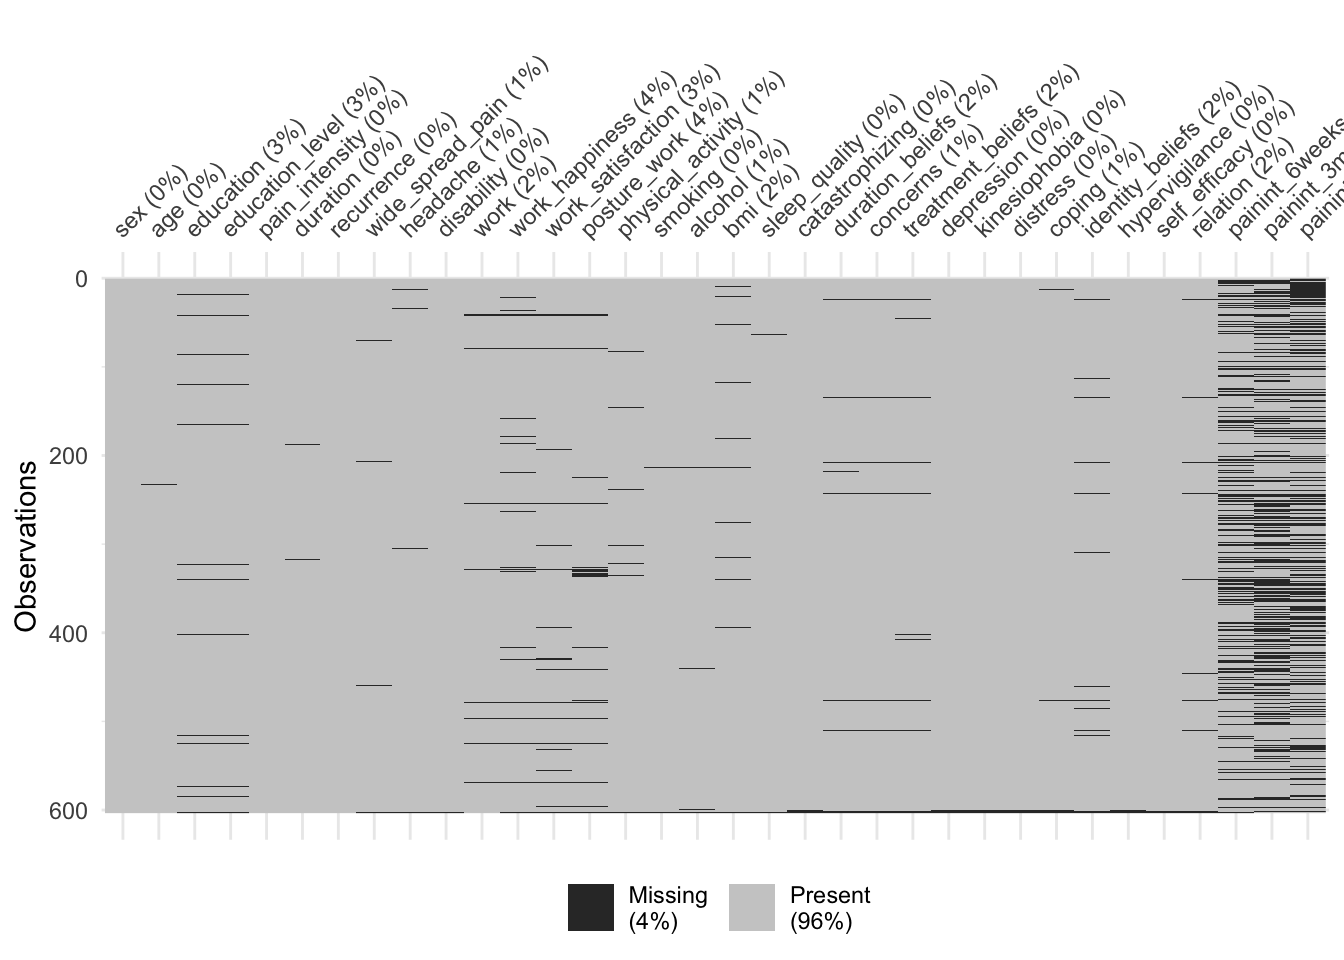 sex (0%)
age (0%)
education (3%)
education_level (3%)
pain_intensity (0%)
duration (0%)
recurrence (0%)
wide_spread_pain (1%)
headache (1%)
disability (0%)
work (2%)
work_happiness (4%)
work_satisfaction (3%)
posture_work (4%)
physical_activity (1%)
smoking (0%)
alcohol (1%)
bmi (2%)
sleep_quality (0%)
catastrophizing (0%)
duration_beliefs (2%)
concerns (1%)
treatment_beliefs (2%)
depression (0%)
kinesiophobia (0%)
distress (0%)
coping (1%)
identity_beliefs (2%)
hypervigilance (0%)
self_efficacy (0%)
relation (2%)
painint_6weeks
painint_3m
painin
Observations
0
200
400
600
Missing
(4%)
Present
(96%)